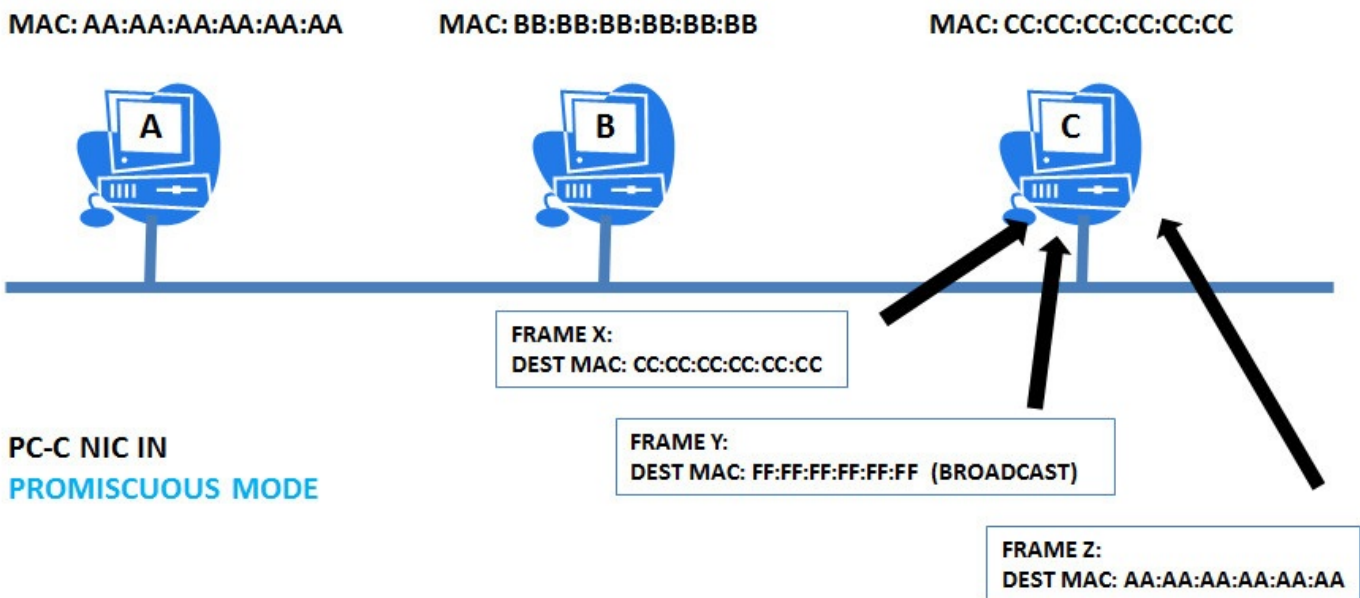 MAC: AA:AA:AA:AA:AA:AA
MAC: BB:BB:BB:BB:BB:BB
MAC: CC:CC:CC:CC:CC:CC
A
B
C
FRAME X:
DEST MAC: CC:CC:CC:CC:CC:CC
PC-C NIC IN
PROMISCUOUS MODE
FRAME Y:
DEST MAC: FF:FF:FF:FF:FF:FF (BROADCAST)
FRAME Z:
DEST MAC: AA:AA:AA:AA:AA:AA